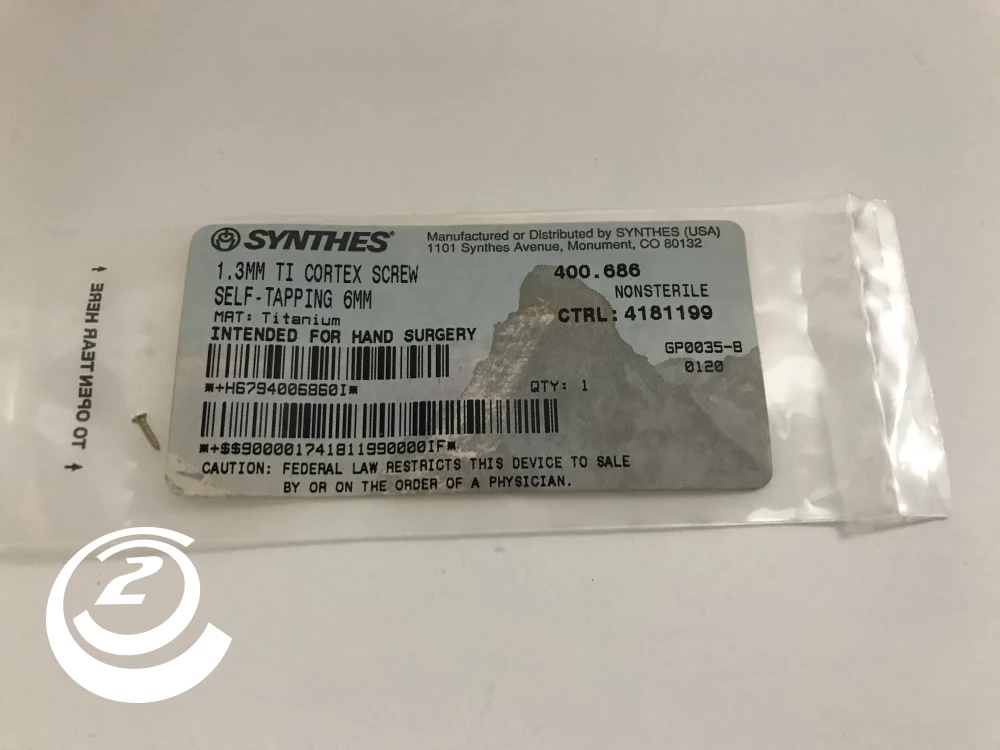 SYNTHES®
Manufactured or Distributed by SYNTHES (USA)
1101 Synthes Avenue, Monument, CO 80132
1.3MM TI CORTEX SCREW
400.686
SELF-TAPPING 6MM
NONSTERILE
MAT: Titanium
CTRL: 4181199
INTENDED FOR HAND SURGERY
GP0035-B
0120
*+H6794006860I*
QTY: 1
*+$$900001741811990000IF*
CAUTION: FEDERAL LAW RESTRICTS THIS DEVICE TO SALE
BY OR ON THE ORDER OF A PHYSICIAN.
TO OPEN TEAR HERE
2